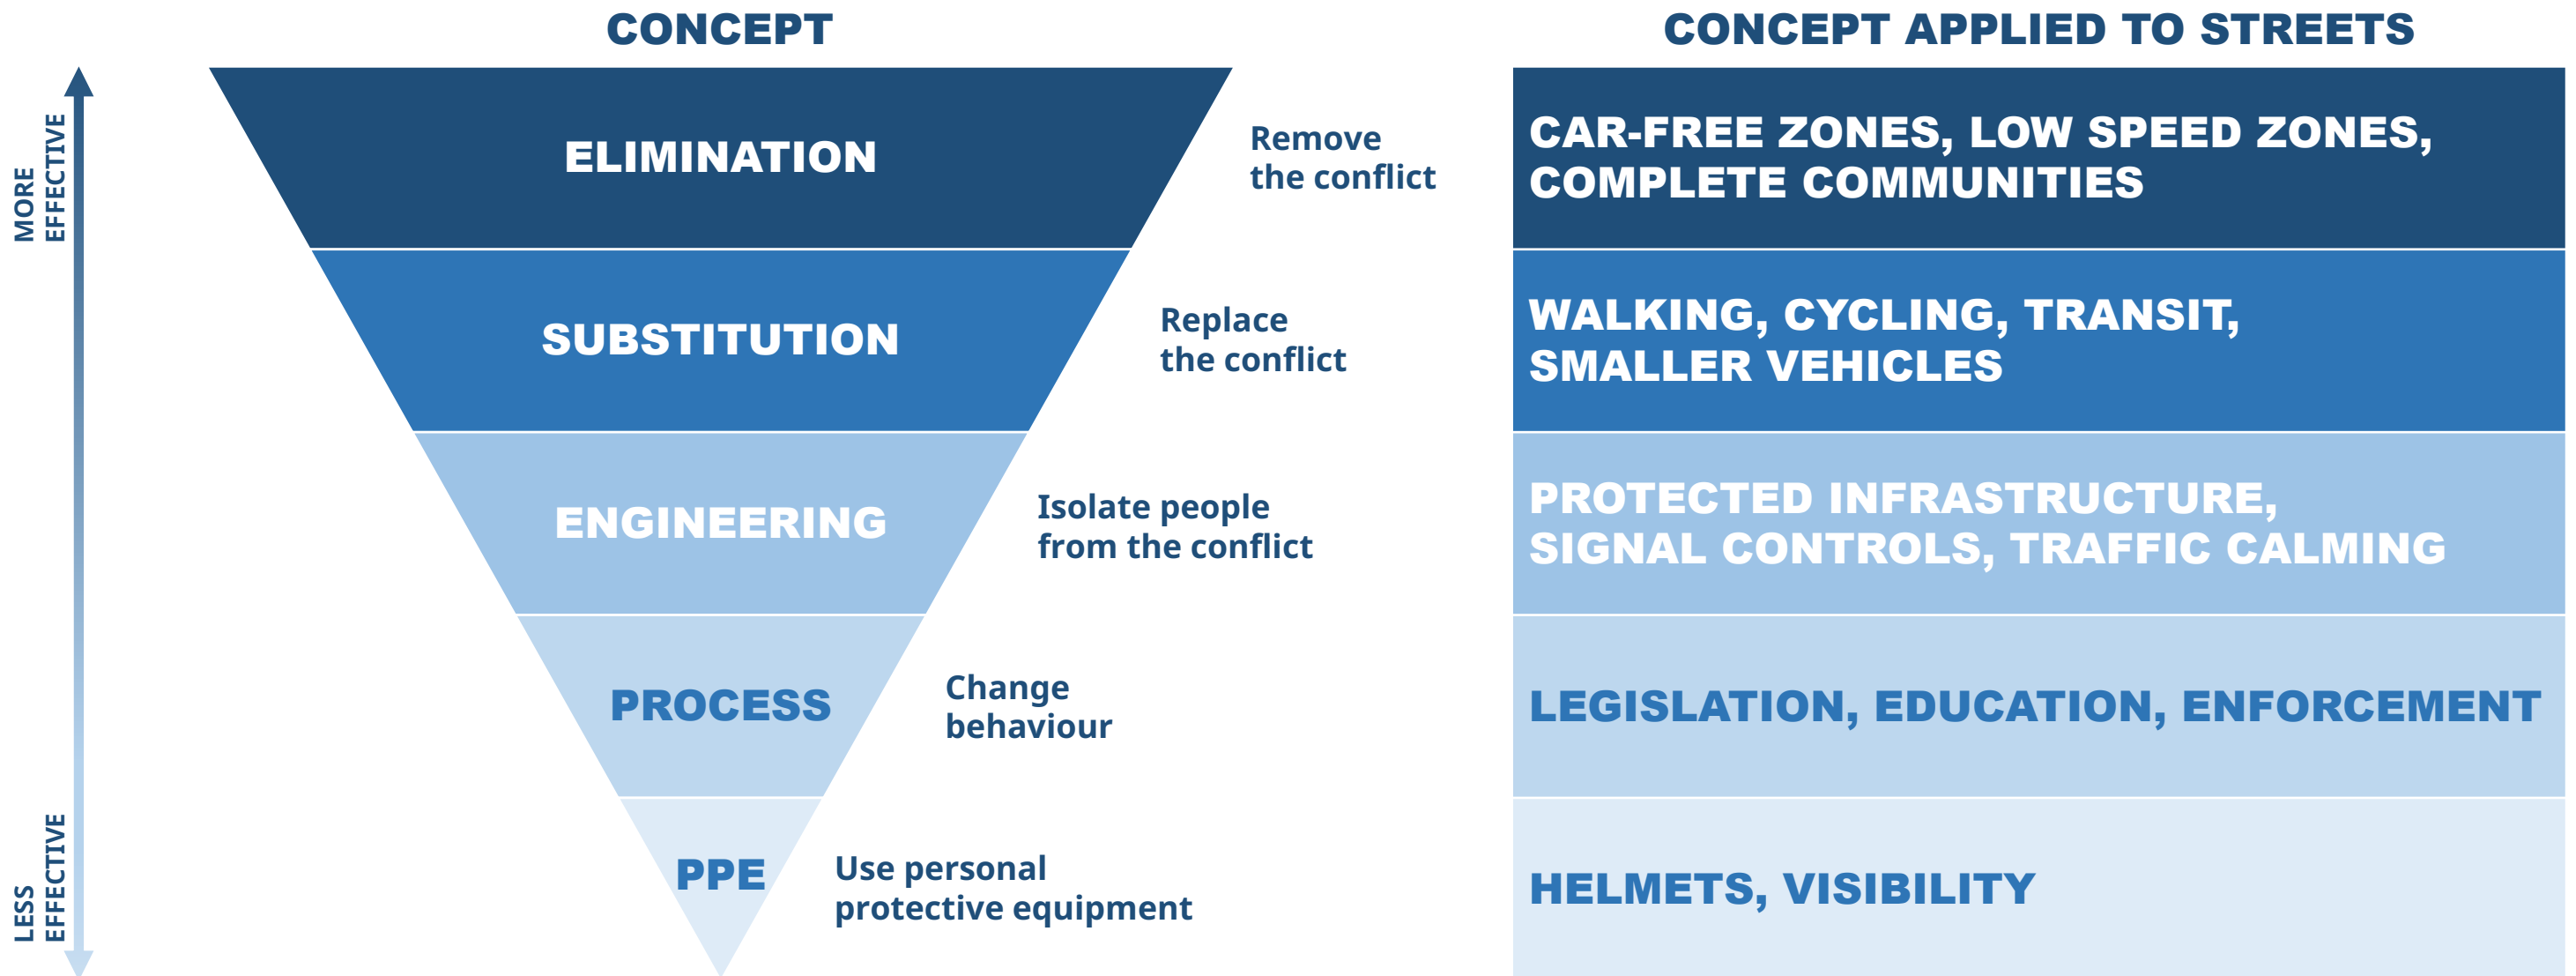 CONCEPT
CONCEPT APPLIED TO STREETS
MORE
EFFECTIVE
ELIMINATION
Remove
the conflict
CAR-FREE ZONES, LOW SPEED ZONES,
COMPLETE COMMUNITIES
SUBSTITUTION
Replace
the conflict
WALKING, CYCLING, TRANSIT,
SMALLER VEHICLES
ENGINEERING
Isolate people
from the conflict
PROTECTED INFRASTRUCTURE,
SIGNAL CONTROLS, TRAFFIC CALMING
PROCESS
Change
behaviour
LEGISLATION, EDUCATION, ENFORCEMENT
LESS
EFFECTIVE
PPE
Use personal
protective equipment
HELMETS, VISIBILITY